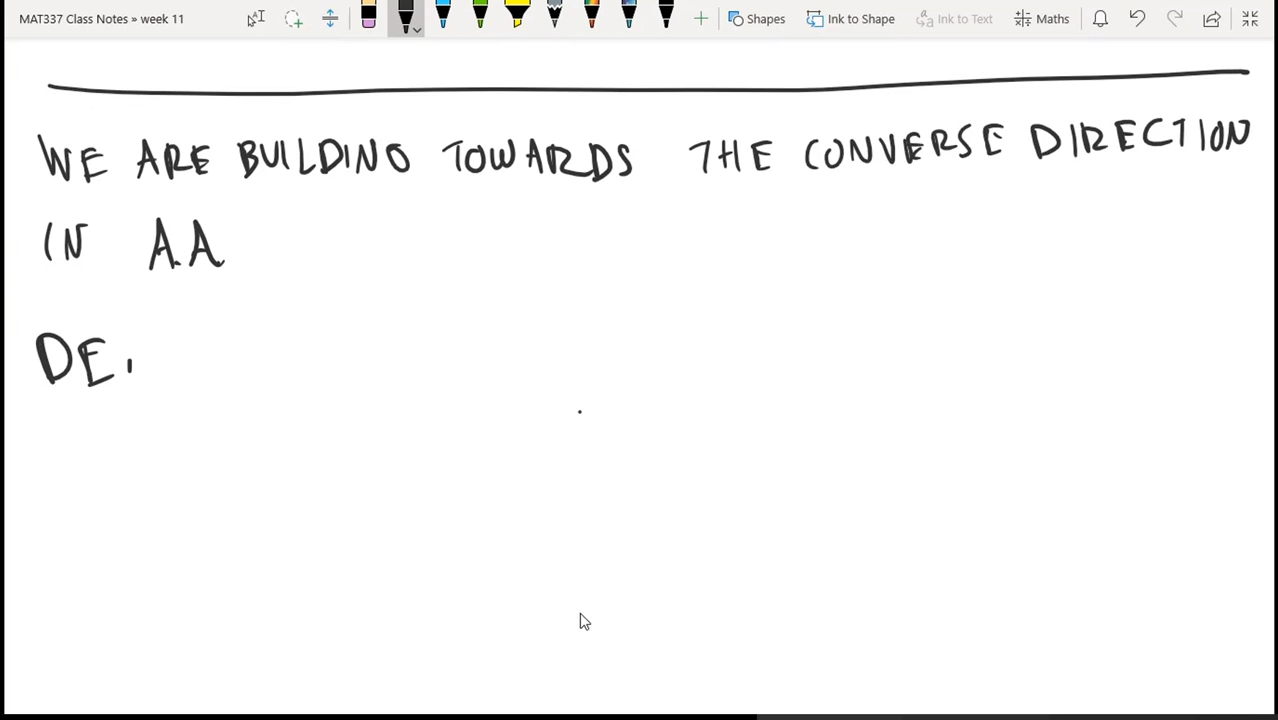 MAT337 Class Notes » week 11 Shapes Ink to Shape Ink to Text Maths
WE ARE BUILDING TOWARDS THE CONVERSE DIRECTION
IN A.A
DE